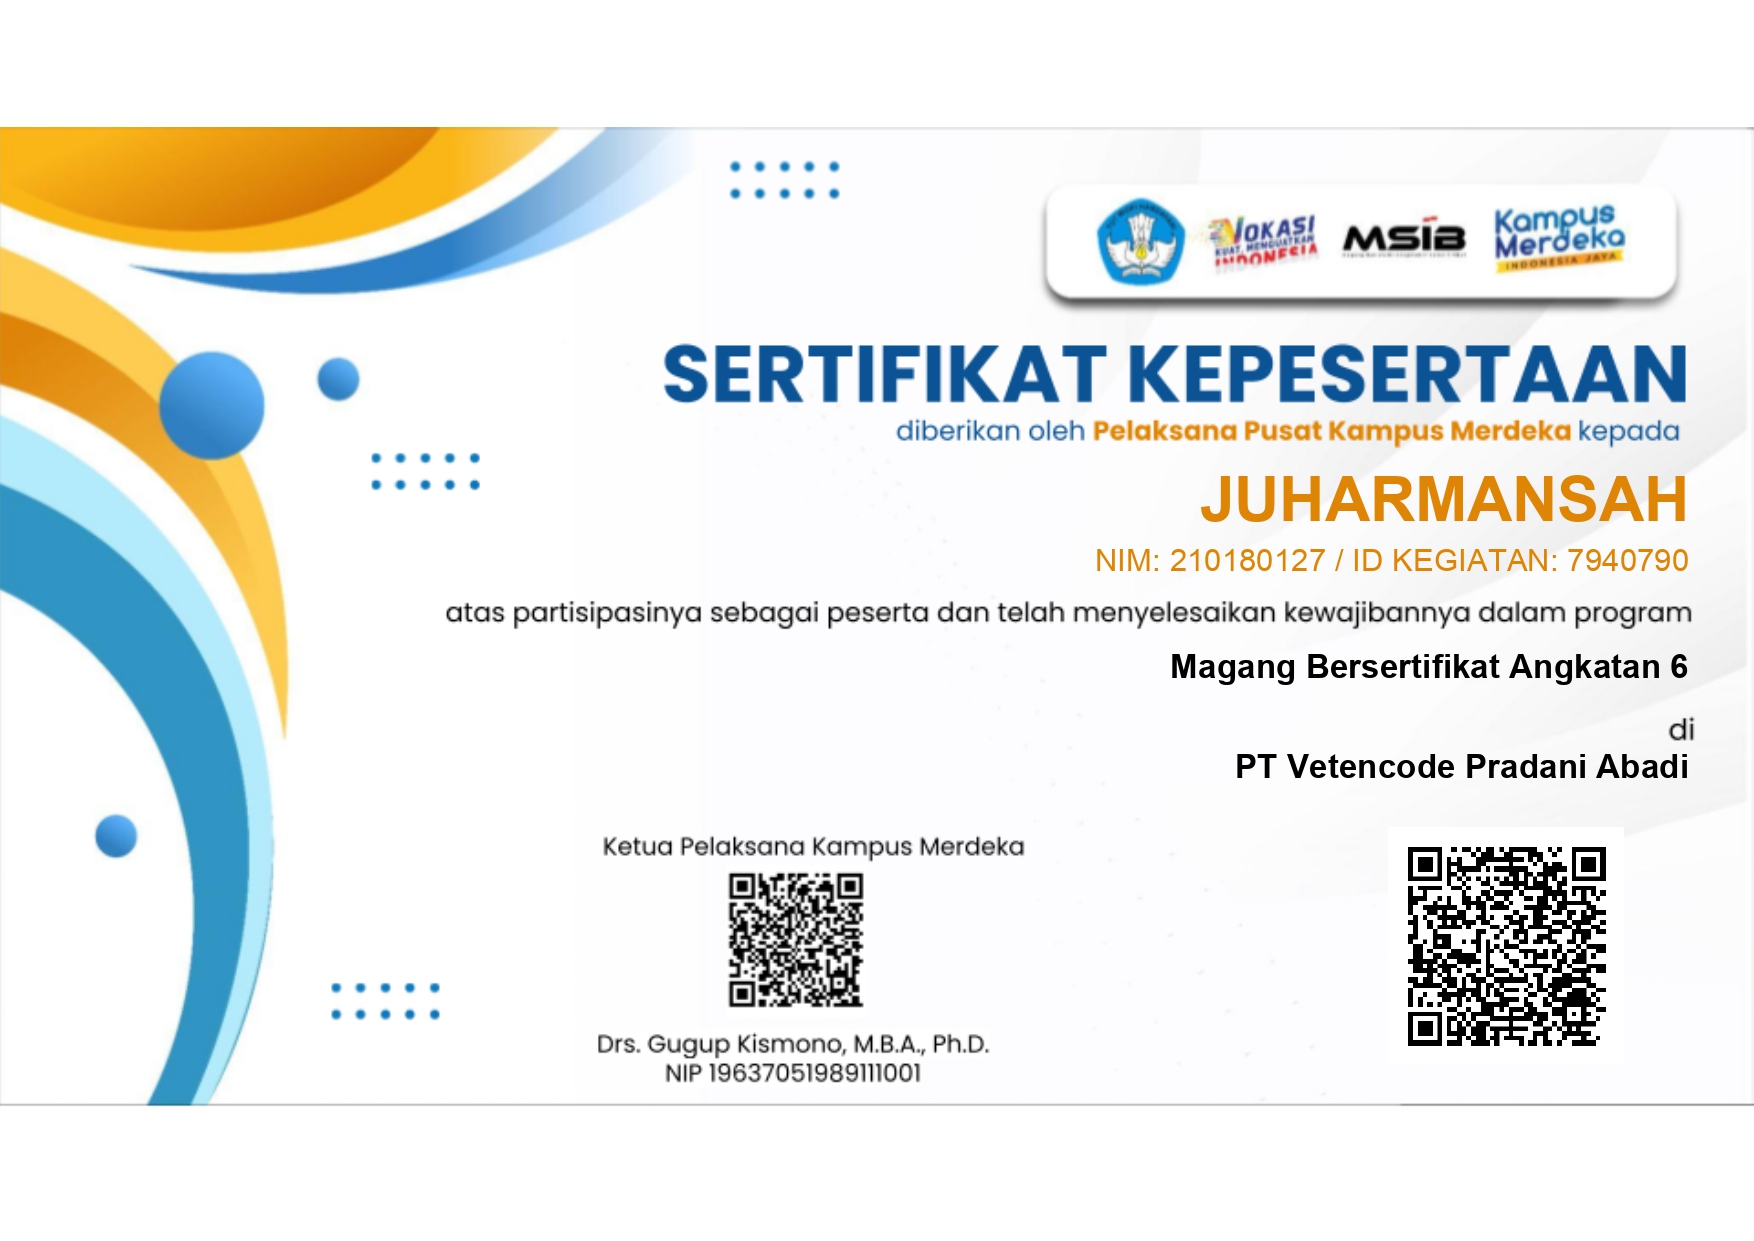 VOKASI
KUAT, MENGUATKAN
INDONESIA
MSIB
Kampus
Merdeka
INDONESIA JAYA
SERTIFIKAT KEPESERTAAN
diberikan oleh Pelaksana Pusat Kampus Merdeka kepada
JUHARMANSAH
NIM: 210180127 / ID KEGIATAN: 7940790
atas partisipasinya sebagai peserta dan telah menyelesaikan kewajibannya dalam program
Magang Bersertifikat Angkatan 6
di
PT Vetencode Pradani Abadi
Ketua Pelaksana Kampus Merdeka
Drs. Gugup Kismono, M.B.A., Ph.D.
NIP 19637051989111001